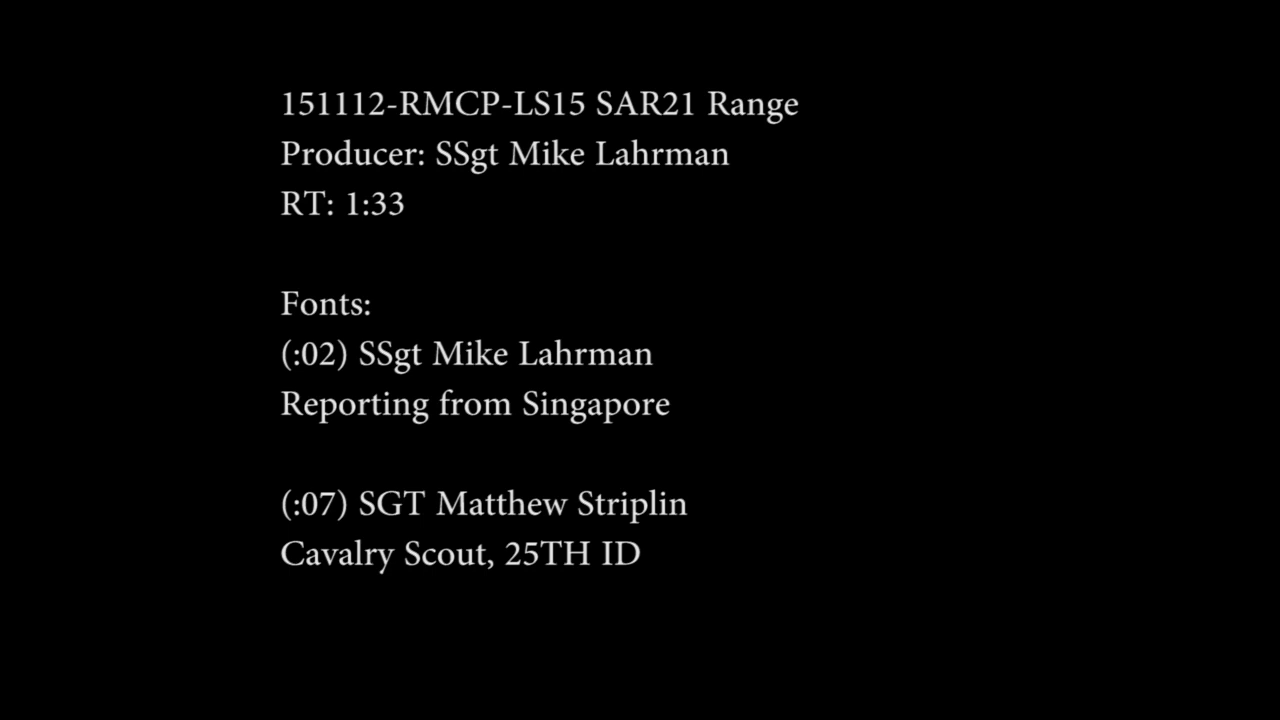 151112-RMCP-LS15 SAR21 Range
Producer: SSgt Mike Lahrman
RT: 1:33
Fonts:
(:02) SSgt Mike Lahrman
Reporting from Singapore
(:07) SGT Matthew Striplin
Cavalry Scout, 25TH ID